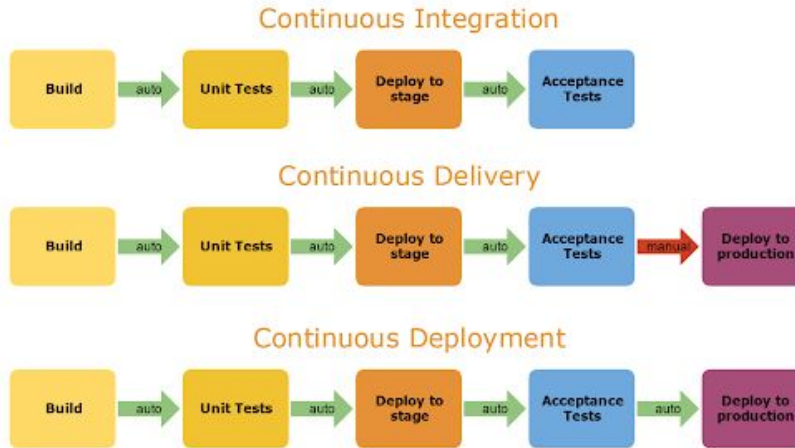 Continuous Integration
Build
auto
Unit Tests
auto
Deploy to
stage
auto
Acceptance
Tests
Continuous Delivery
Build
auto
Unit Tests
auto
Deploy to
stage
auto
Acceptance
Tests
manual
Deploy to
production
Continuous Deployment
Build
auto
Unit Tests
auto
Deploy to
stage
auto
Acceptance
Tests
auto
Deploy to
production